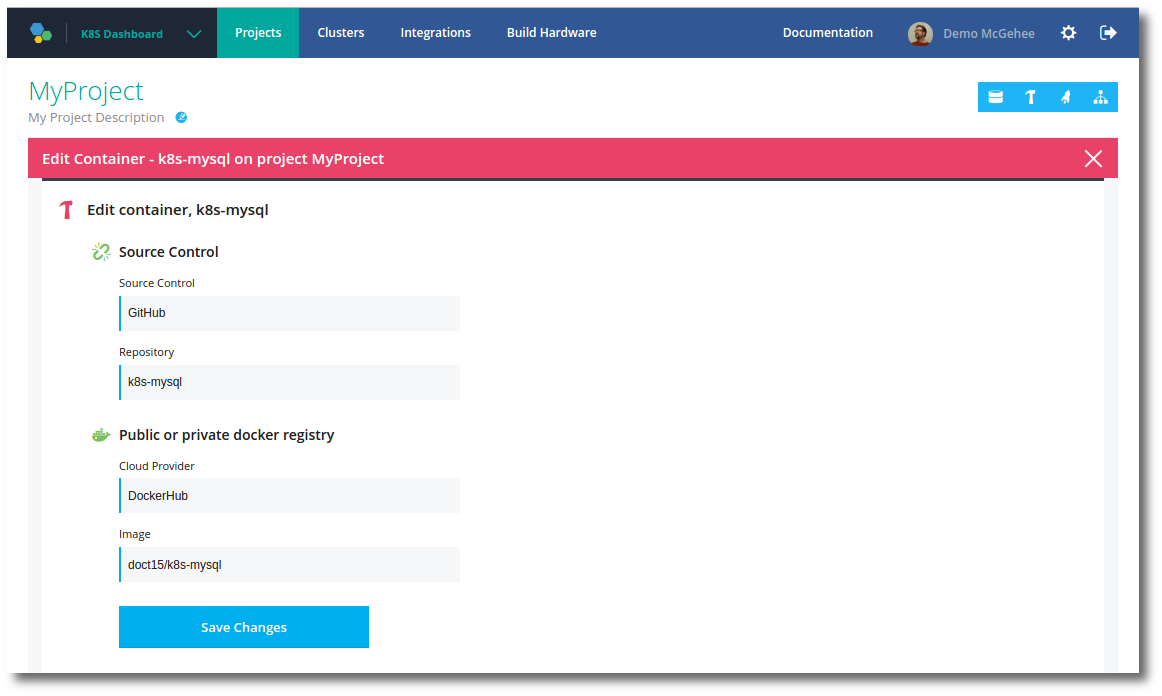 K8S Dashboard Projects Clusters Integrations Build Hardware Documentation Demo McGehee
MyProject
My Project Description
Edit Container - k8s-mysql on project MyProject
Edit container, k8s-mysql
Source Control
Source Control
GitHub
Repository
k8s-mysql
Public or private docker registry
Cloud Provider
DockerHub
Image
doct15/k8s-mysql
Save Changes